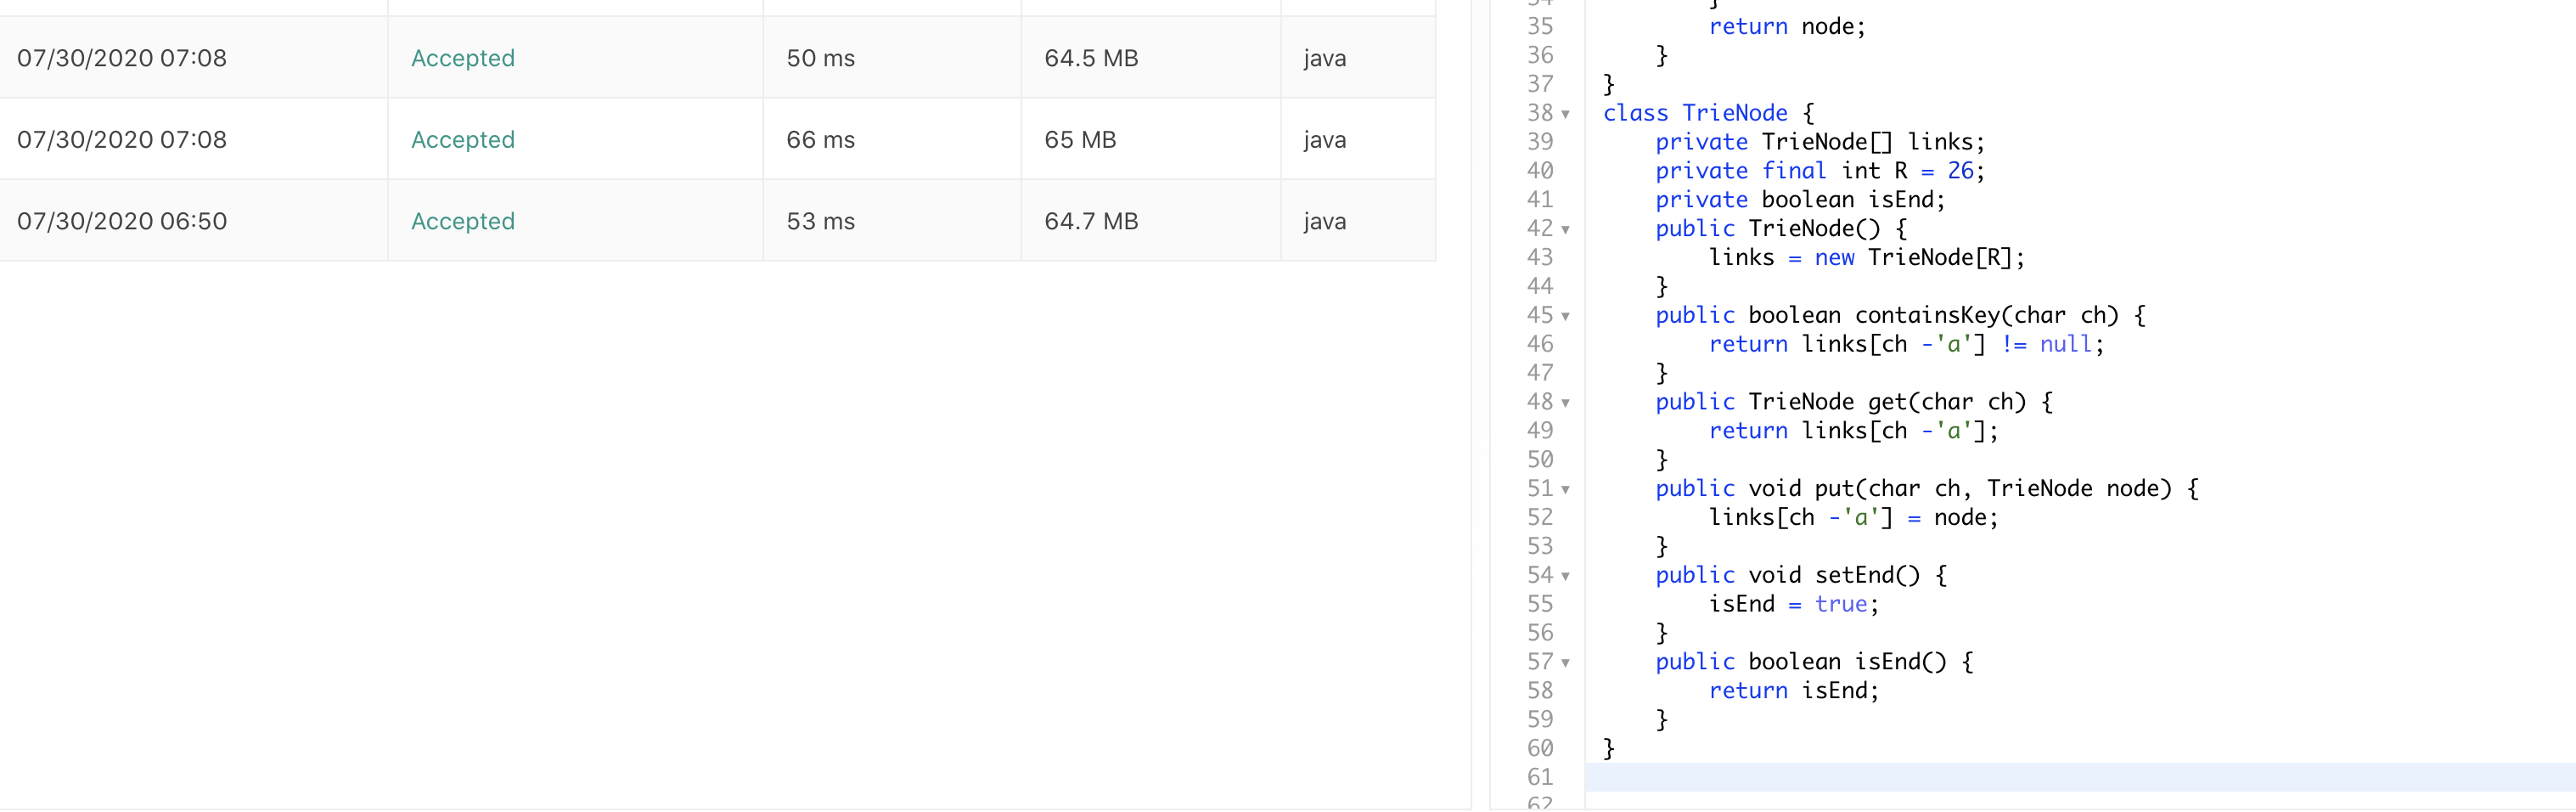 07/30/2020 07:08 Accepted 50 ms 64.5 MB java
07/30/2020 07:08 Accepted 66 ms 65 MB java
07/30/2020 06:50 Accepted 53 ms 64.7 MB java
34 }
35 return node;
36 }
37 }
38 class TrieNode {
39 private TrieNode[] links;
40 private final int R = 26;
41 private boolean isEnd;
42 public TrieNode() {
43 links = new TrieNode[R];
44 }
45 public boolean containsKey(char ch) {
46 return links[ch -'a'] != null;
47 }
48 public TrieNode get(char ch) {
49 return links[ch -'a'];
50 }
51 public void put(char ch, TrieNode node) {
52 links[ch -'a'] = node;
53 }
54 public void setEnd() {
55 isEnd = true;
56 }
57 public boolean isEnd() {
58 return isEnd;
59 }
60 }
61
62